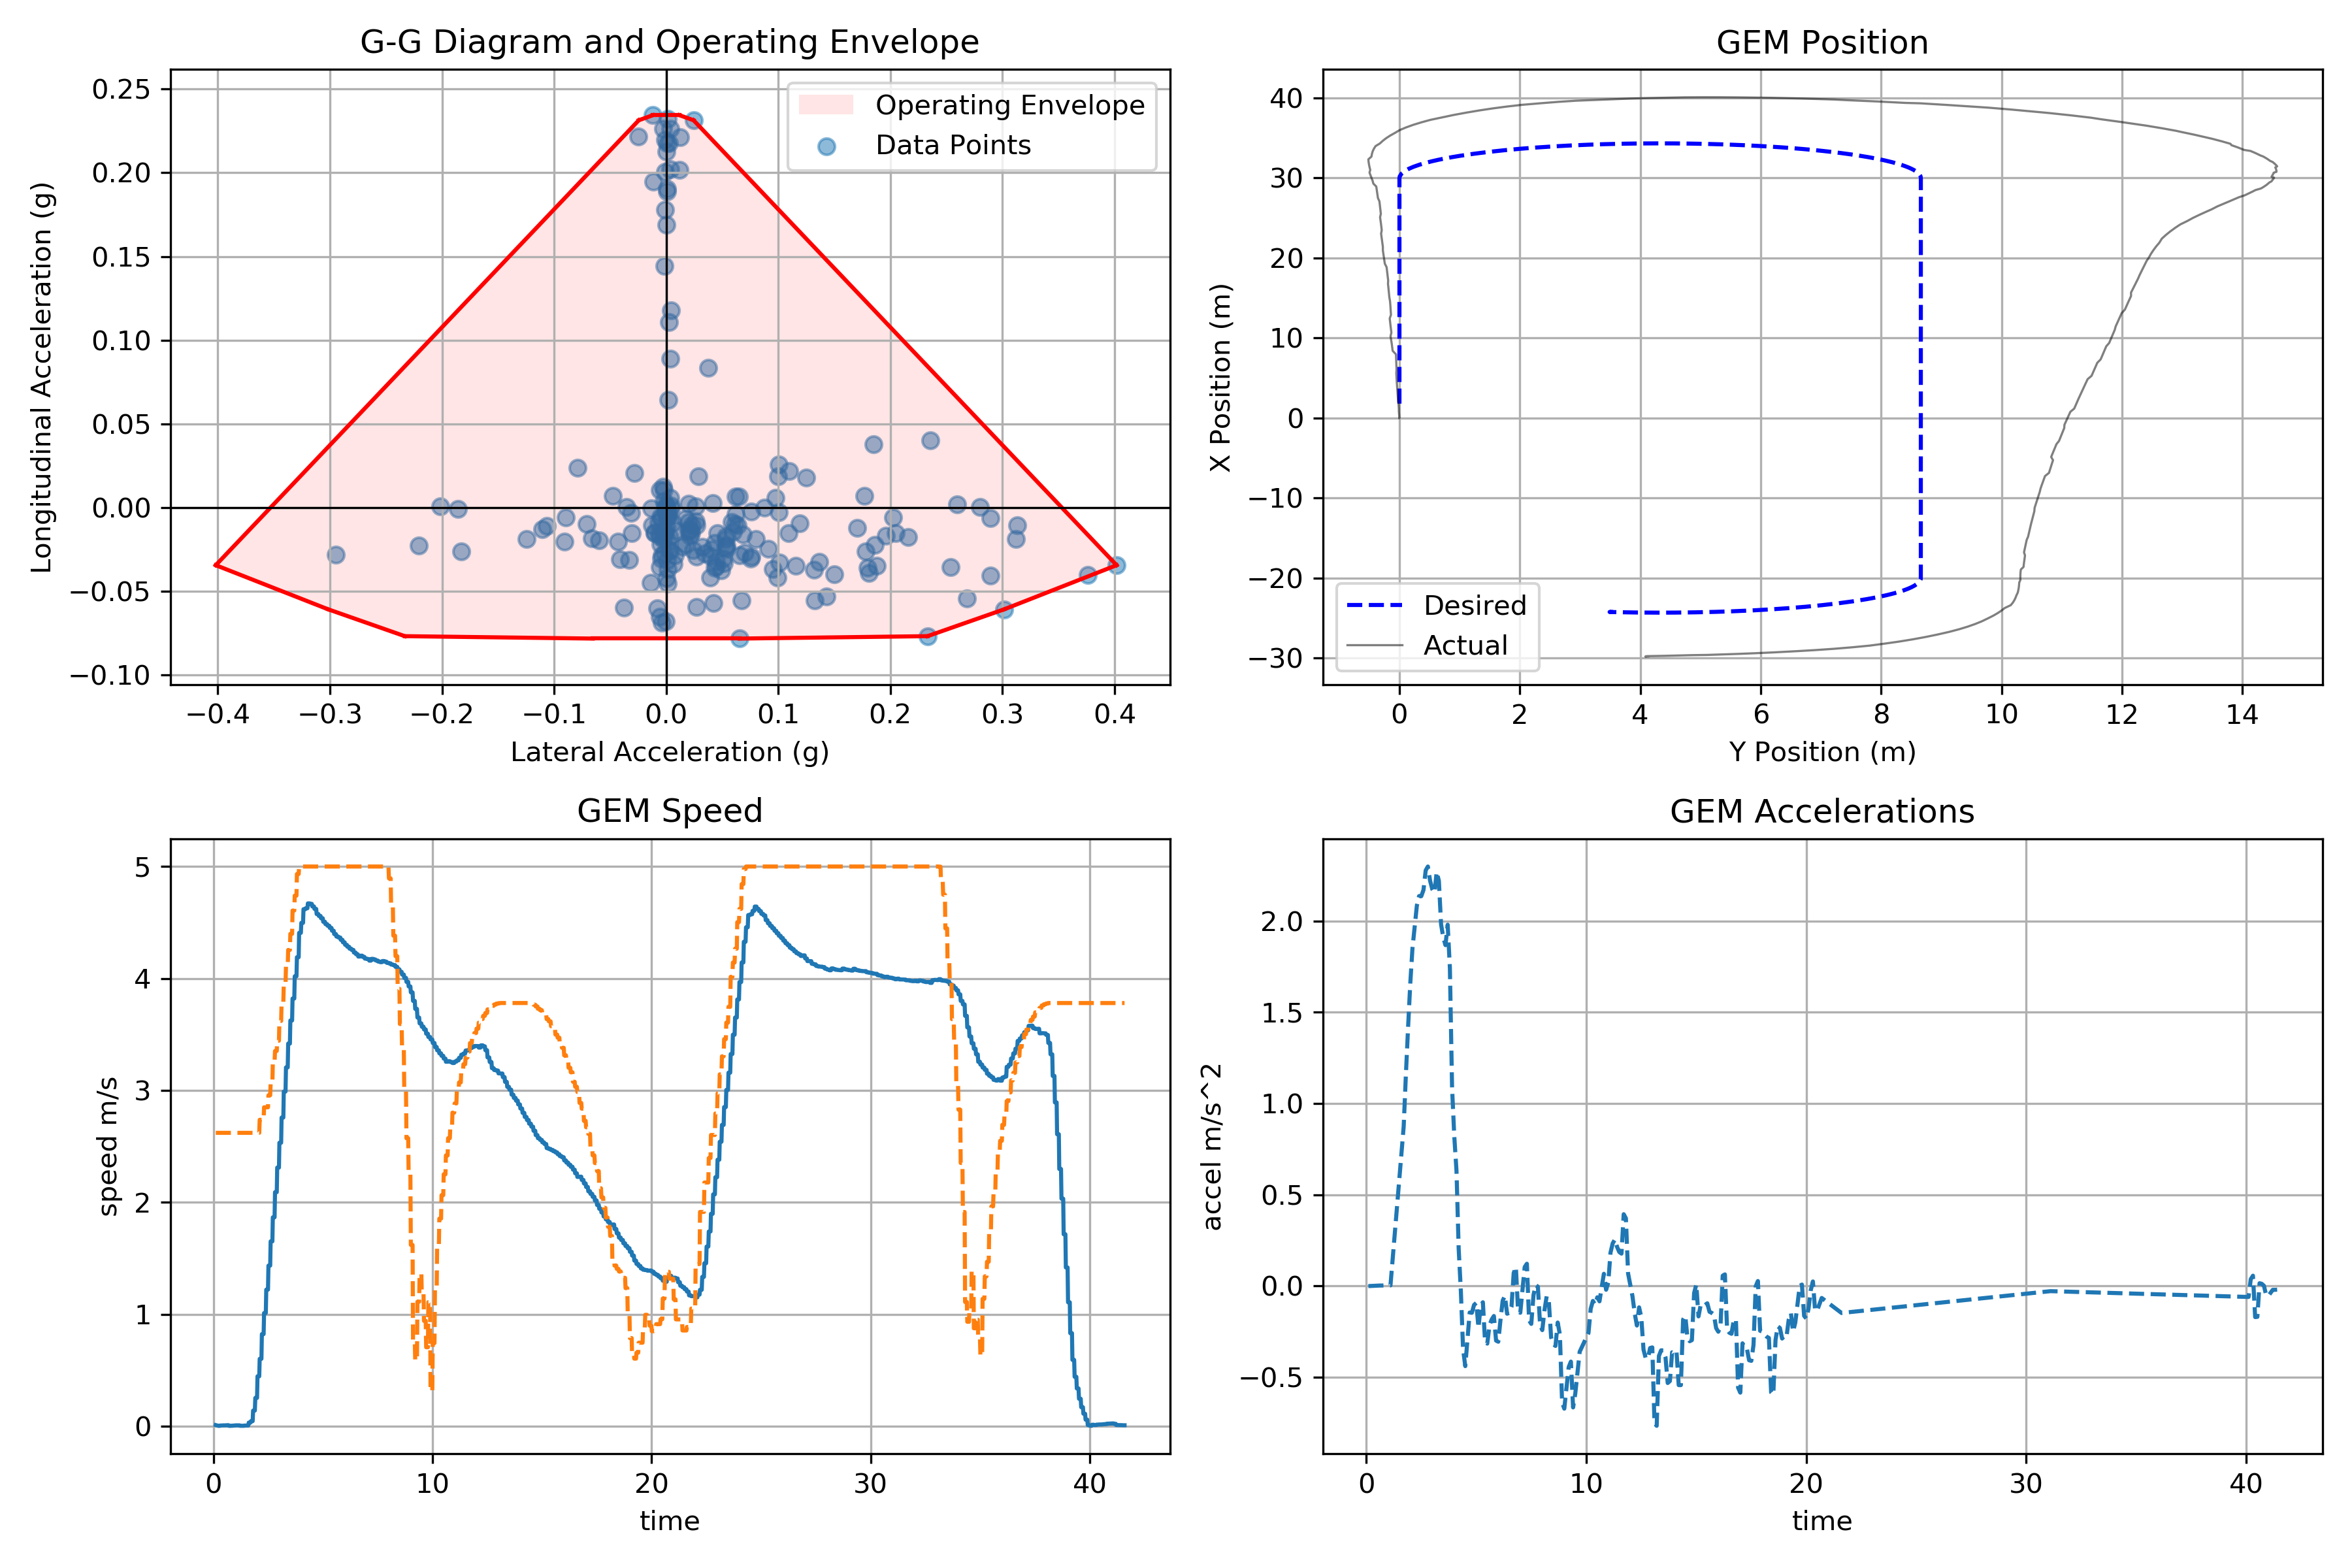 G-G Diagram and Operating Envelope
Longitudinal Acceleration (g)
0.25
0.20
0.15
0.10
0.05
0.00
−0.05
−0.10
Operating Envelope
Data Points
−0.4 −0.3 −0.2 −0.1 0.0 0.1 0.2 0.3 0.4
Lateral Acceleration (g)
GEM Position
X Position (m)
40
30
20
10
0
−10
−20
−30
Desired
Actual
0 2 4 6 8 10 12 14
Y Position (m)
GEM Speed
speed m/s
5
4
3
2
1
0
0 10 20 30 40
time
GEM Accelerations
accel m/s^2
2.0
1.5
1.0
0.5
0.0
−0.5
0 10 20 30 40
time